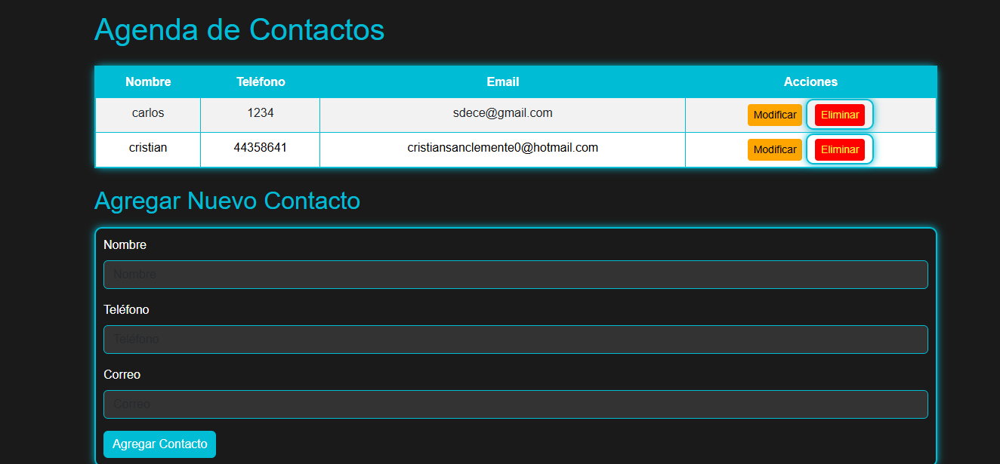 Agenda de Contactos
Nombre Teléfono Email Acciones
carlos 1234 sdece@gmail.com Modificar Eliminar
cristian 44358641 cristiansanclemente0@hotmail.com Modificar Eliminar
Agregar Nuevo Contacto
Nombre
Nombre
Teléfono
Teléfono
Correo
Correo
Agregar Contacto